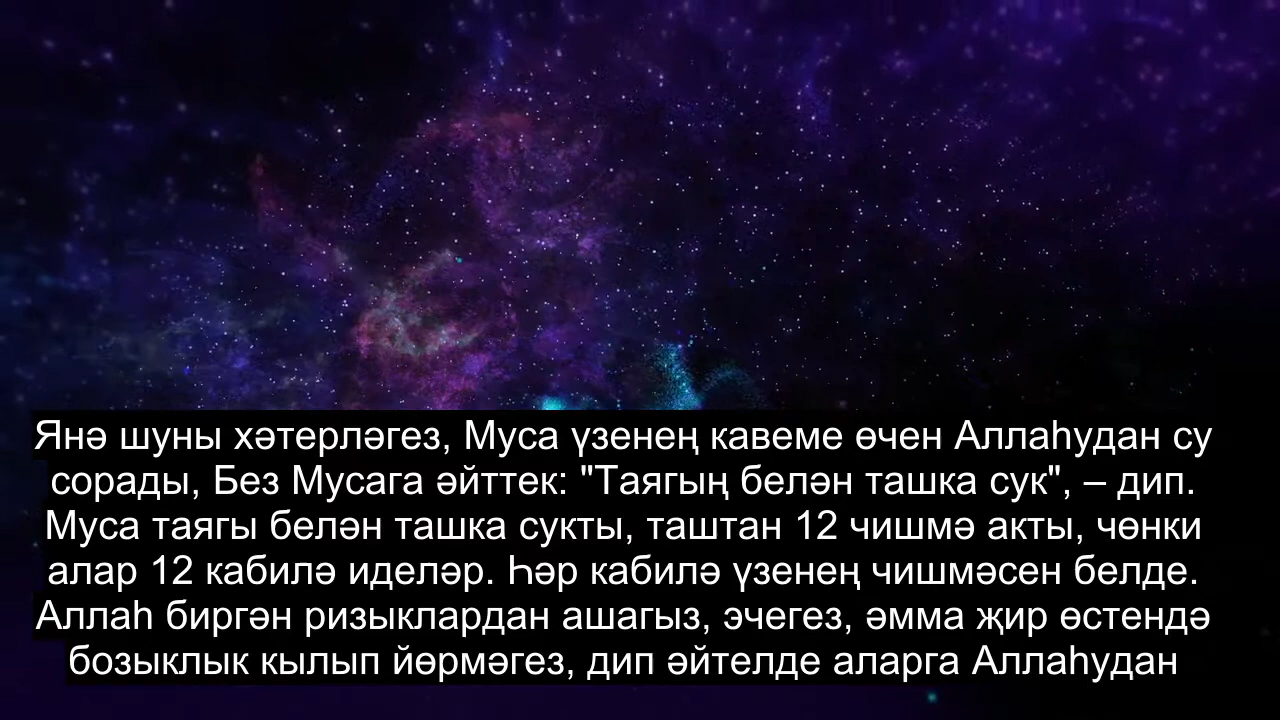 Янә шуны хәтерләгез, Муса үзенең кавеме өчен Аллаһудан су
сорады, Без Мусага әйттек: "Таягың белән ташка сук", – дип.
Муса таягы белән ташка сукты, таштан 12 чишмә акты, чөнки
алар 12 кабилә иделәр. Һәр кабилә үзенең чишмәсен белде.
Аллаһ биргән ризыклардан ашагыз, эчегез, әмма җир өстендә
бозыклык кылып йөрмәгез, дип әйтелде аларга Аллаһудан